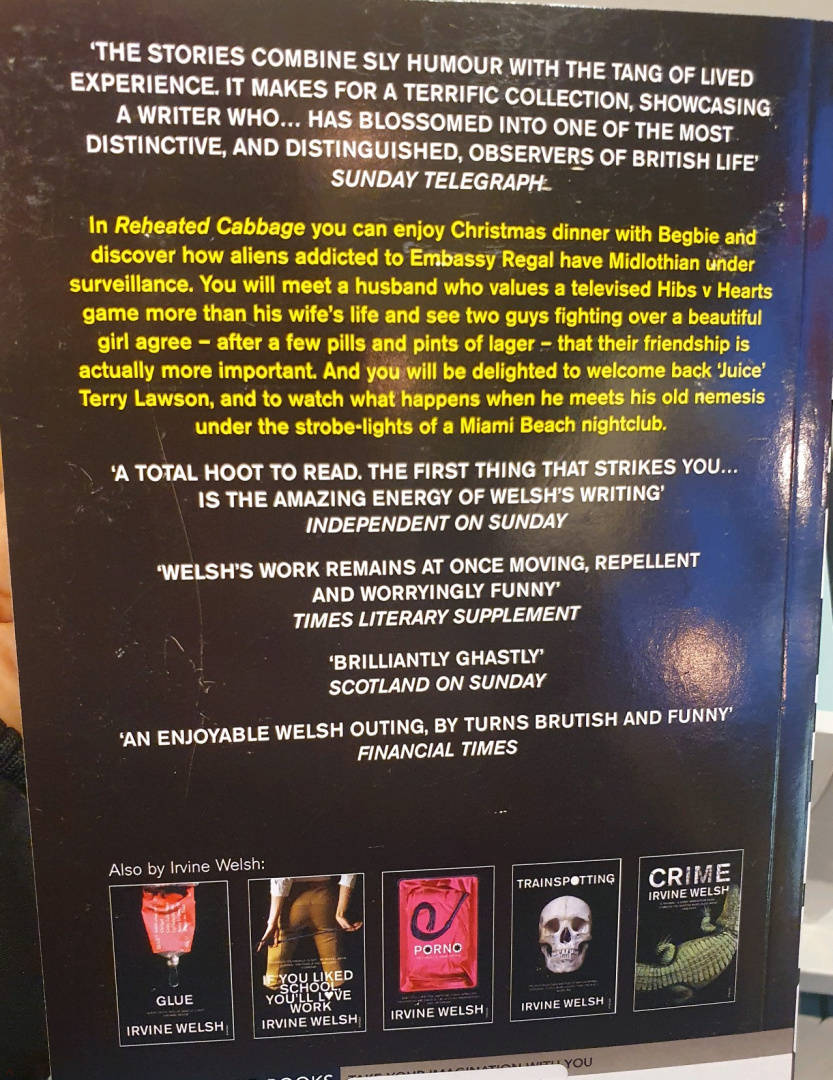 ‘THE STORIES COMBINE SLY HUMOUR WITH THE TANG OF LIVED
EXPERIENCE. IT MAKES FOR A TERRIFIC COLLECTION, SHOWCASING
A WRITER WHO... HAS BLOSSOMED INTO ONE OF THE MOST
DISTINCTIVE, AND DISTINGUISHED, OBSERVERS OF BRITISH LIFE’
SUNDAY TELEGRAPH
In Reheated Cabbage you can enjoy Christmas dinner with Begbie and
discover how aliens addicted to Embassy Regal have Midlothian under
surveillance. You will meet a husband who values a televised Hibs v Hearts
game more than his wife’s life and see two guys fighting over a beautiful
girl agree – after a few pills and pints of lager – that their friendship is
actually more important. And you will be delighted to welcome back ‘Juice’
Terry Lawson, and to watch what happens when he meets his old nemesis
under the strobe-lights of a Miami Beach nightclub.
‘A TOTAL HOOT TO READ. THE FIRST THING THAT STRIKES YOU...
IS THE AMAZING ENERGY OF WELSH’S WRITING’
INDEPENDENT ON SUNDAY
‘WELSH’S WORK REMAINS AT ONCE MOVING, REPELLENT
AND WORRYINGLY FUNNY’
TIMES LITERARY SUPPLEMENT
‘BRILLIANTLY GHASTLY’
SCOTLAND ON SUNDAY
‘AN ENJOYABLE WELSH OUTING, BY TURNS BRUTISH AND FUNNY’
FINANCIAL TIMES
Also by Irvine Welsh:
GLUE
IRVINE WELSH
IF YOU LIKED
SCHOOL
YOU'LL L♥VE
WORK
IRVINE WELSH
PORNO
IRVINE WELSH
TRAINSPOTTING
IRVINE WELSH
CRIME
IRVINE WELSH
BOOKS TAKE YOUR IMAGINATION WITH YOU